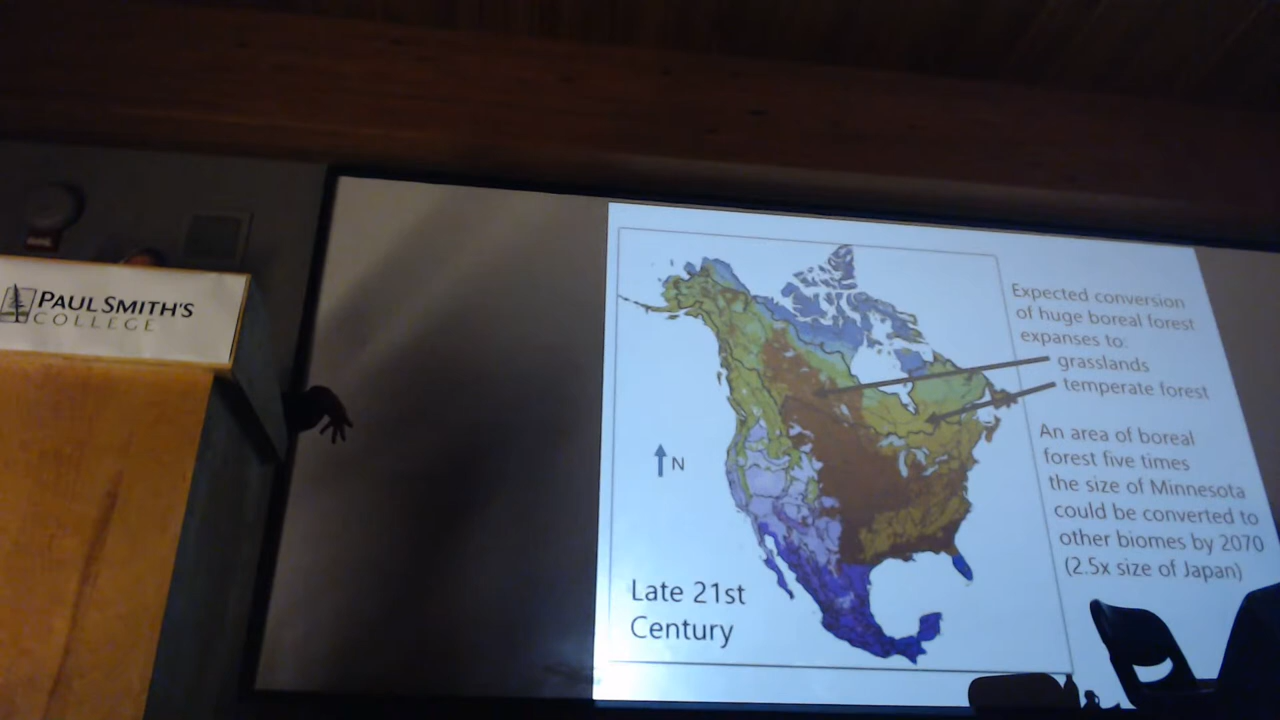 PAUL SMITH'S
COLLEGE
Expected conversion
of huge boreal forest
expanses to:
grasslands
temperate forest
An area of boreal
forest five times
the size of Minnesota
could be converted to
other biomes by 2070
(2.5x size of Japan)
N
Late 21st
Century